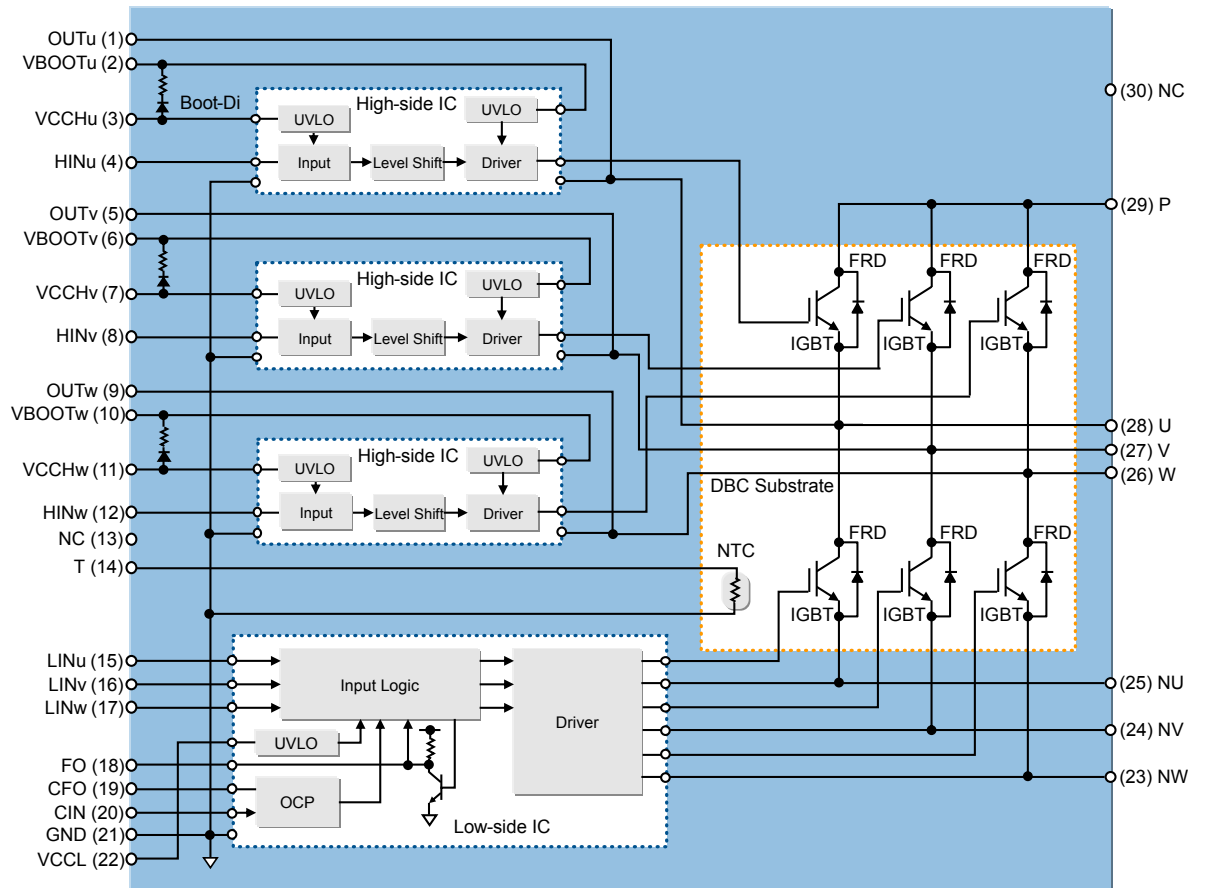 OUTu (1)
VBOOTu (2)
Boot-Di
VCCHu (3)
HINu (4)
High-side IC
UVLO
UVLO
Input
Level Shift
Driver
OUTv (5)
VBOOTv (6)
VCCHv (7)
HINv (8)
High-side IC
UVLO
UVLO
Input
Level Shift
Driver
OUTw (9)
VBOOTw (10)
VCCHw (11)
HINw (12)
High-side IC
UVLO
UVLO
Input
Level Shift
Driver
NC (13)
T (14)
NTC
DBC Substrate
FRD
FRD
FRD
IGBT
IGBT
IGBT
FRD
FRD
FRD
IGBT
IGBT
IGBT
LINu (15)
LINv (16)
LINw (17)
Input Logic
Driver
UVLO
FO (18)
CFO (19)
OCP
CIN (20)
GND (21)
VCCL (22)
Low-side IC
(30) NC
(29) P
(28) U
(27) V
(26) W
(25) NU
(24) NV
(23) NW